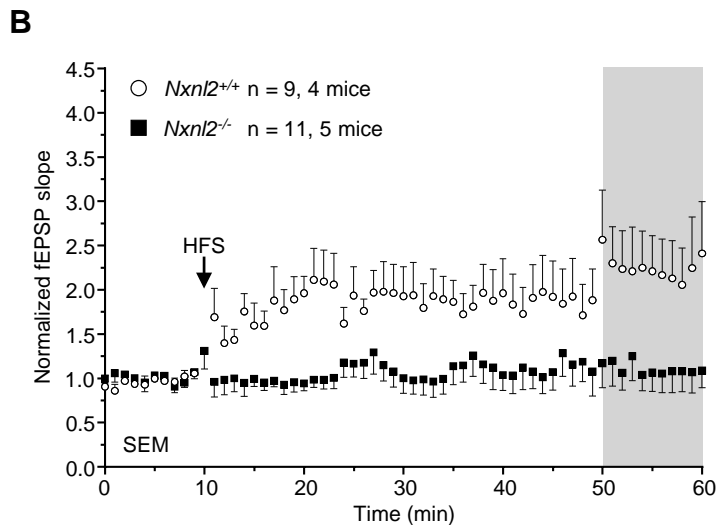 B
4.5
4.0
3.5
3.0
2.5
2.0
1.5
1.0
0.5
0.0
Normalized fEPSP slope
Nxnl2+/+ n = 9, 4 mice
Nxnl2-/- n = 11, 5 mice
HFS
SEM
0 10 20 30 40 50 60
Time (min)